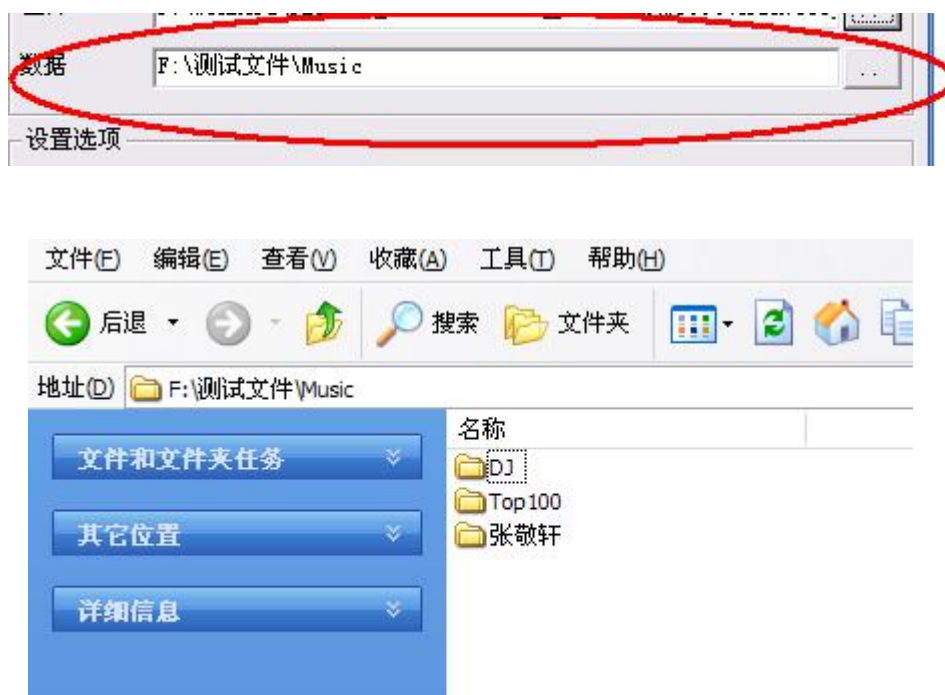 数据 F:\测试文件\Music ..
设置选项
文件(F) 编辑(E) 查看(V) 收藏(A) 工具(T) 帮助(H)
后退 搜索 文件夹
地址(D) F:\测试文件\Music
名称
文件和文件夹任务
DJ
Top100
其它位置
张敬轩
详细信息